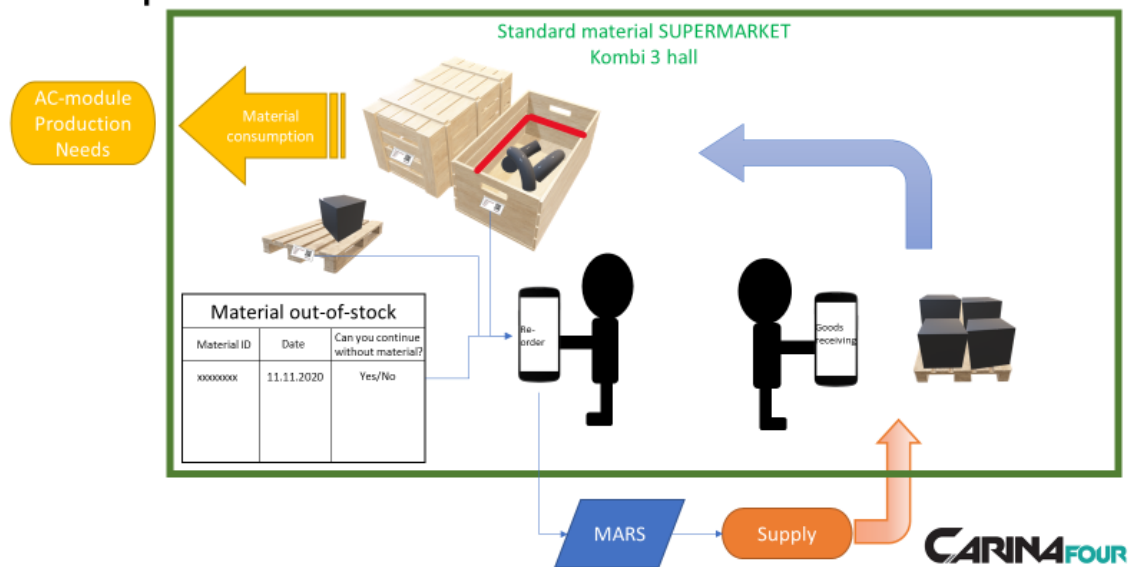 Standard material SUPERMARKET
Kombi 3 hall
AC-module
Production
Needs
Material
consumption
Material out-of-stock
Material ID
Date
Can you continue
without material?
xxxxxxxx
11.11.2020
Yes/No
Re-
order
Goods
receiving
MARS
Supply
CARINAFOUR